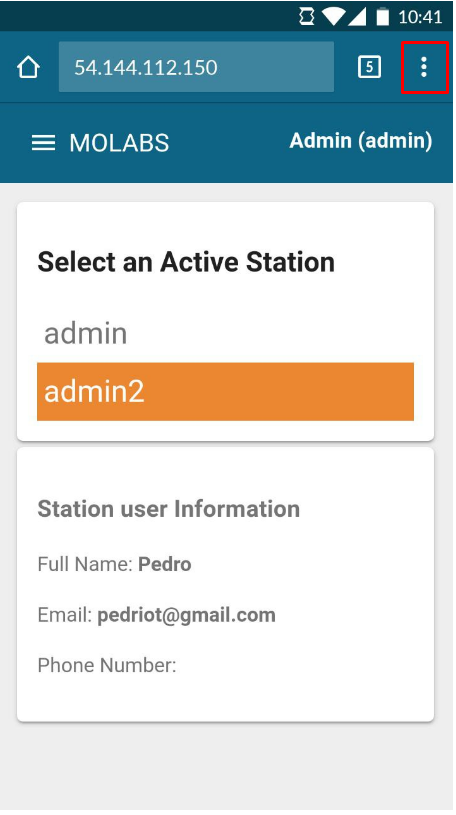 10:41
54.144.112.150
5
MOLABS
Admin (admin)
Select an Active Station
admin
admin2
Station user Information
Full Name: Pedro
Email: pedriot@gmail.com
Phone Number: